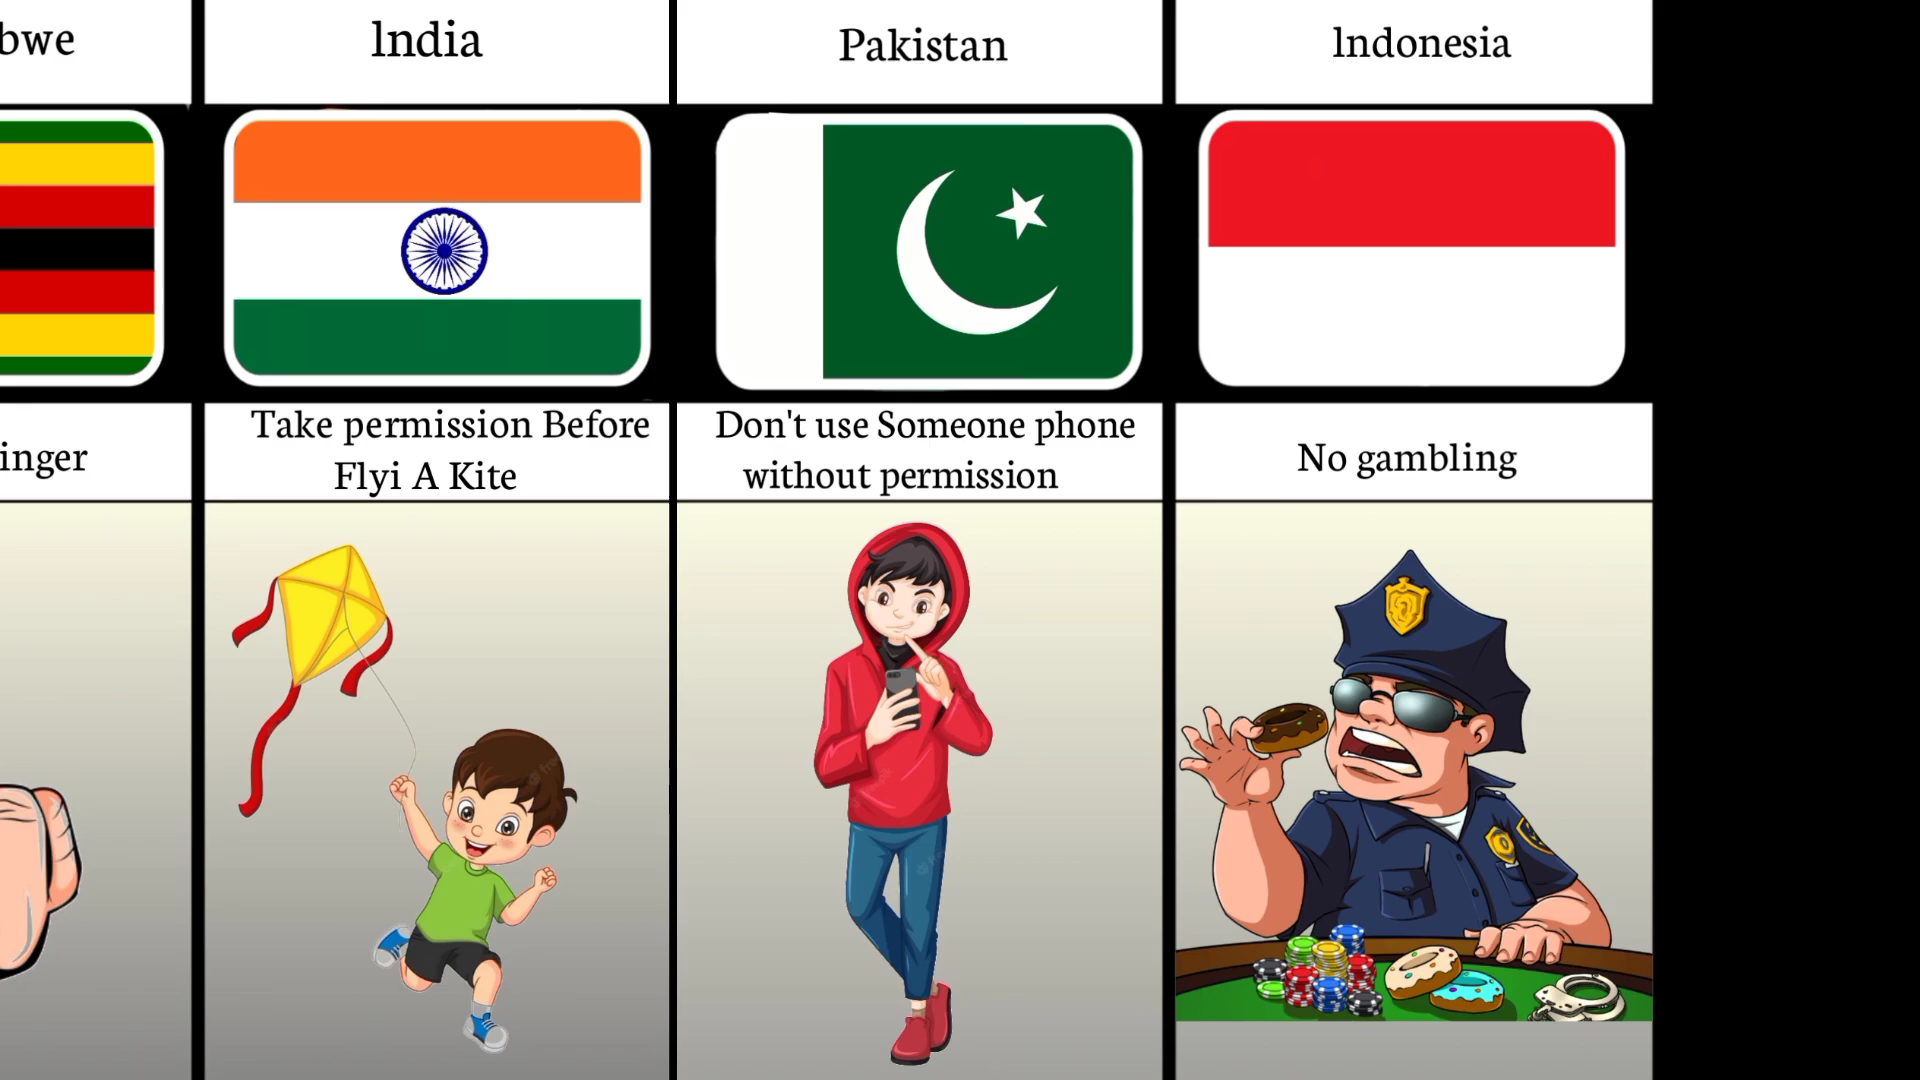 bwe
India
Pakistan
Indonesia
inger
Take permission Before
Flyi A Kite
Don't use Someone phone
without permission
No gambling